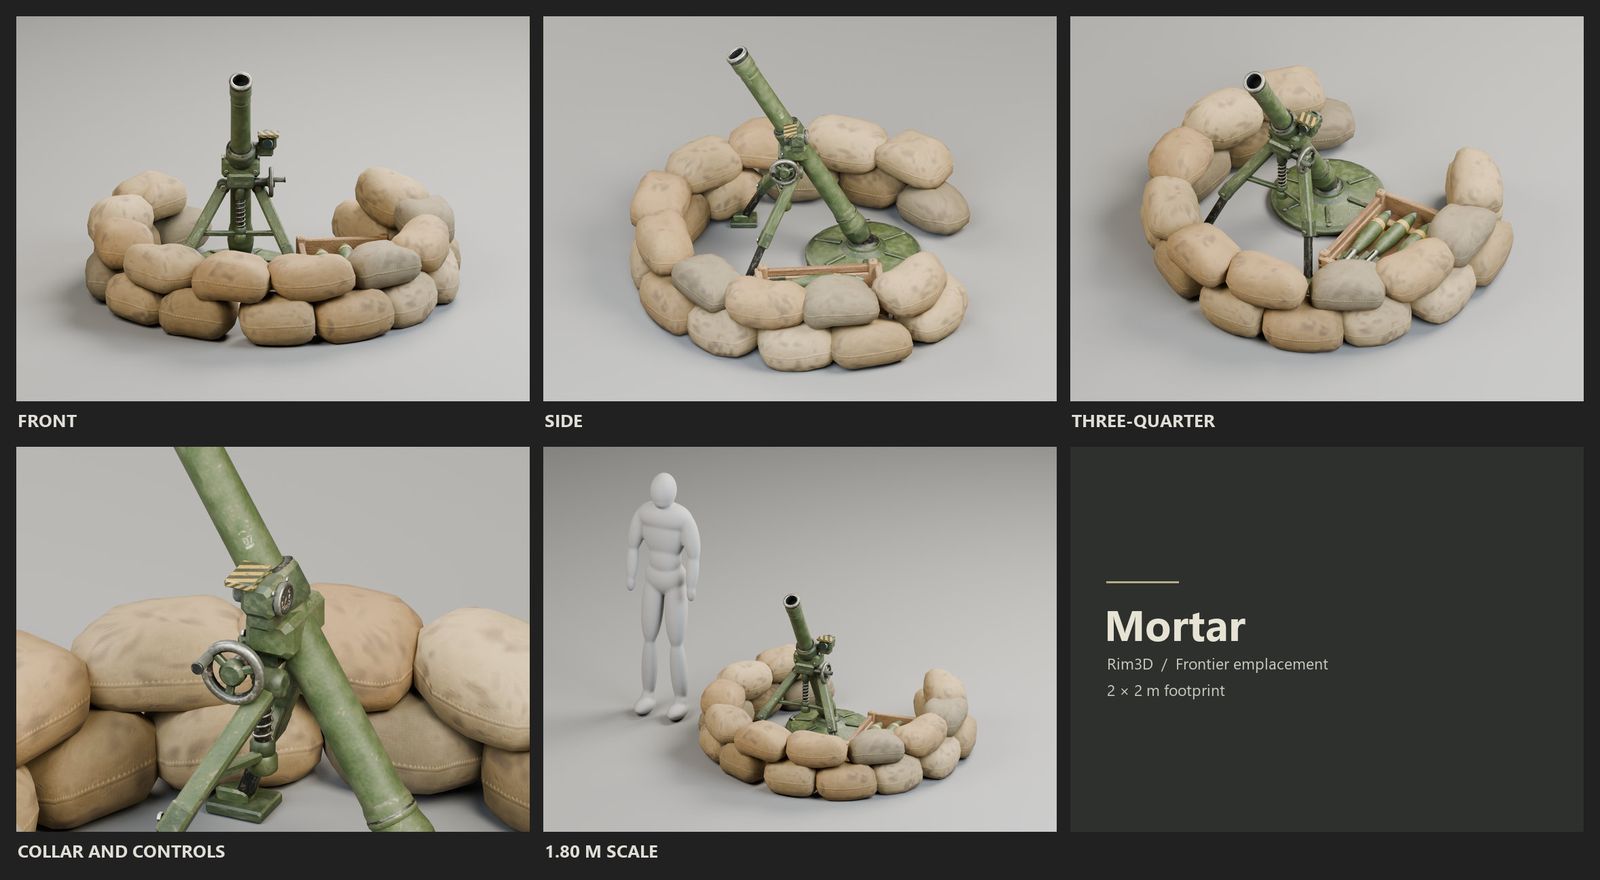 FRONT
SIDE
THREE-QUARTER
COLLAR AND CONTROLS
1.80 M SCALE
Mortar
Rim3D / Frontier emplacement
2 × 2 m footprint